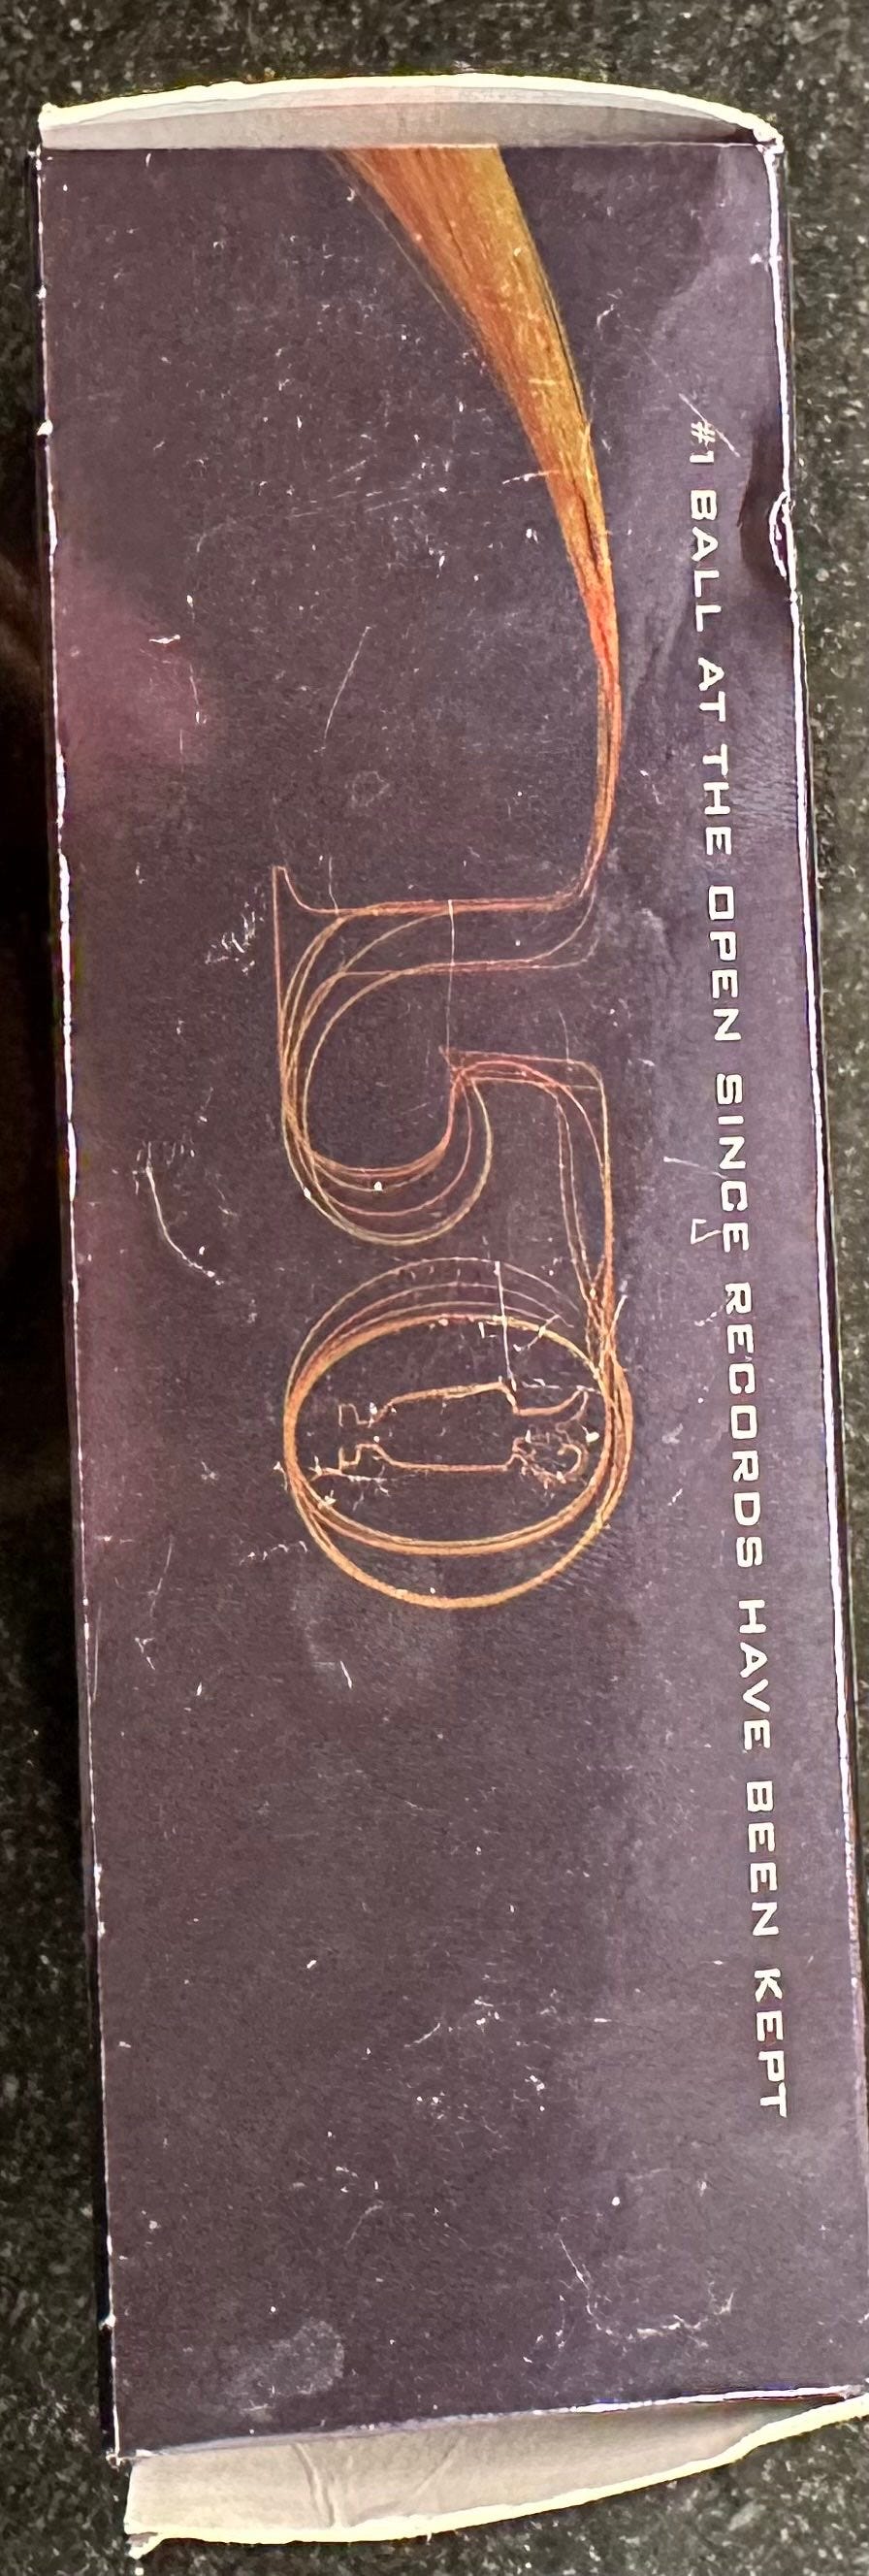 #1 BALL AT THE OPEN SINCE RECORDS HAVE BEEN KEPT
150